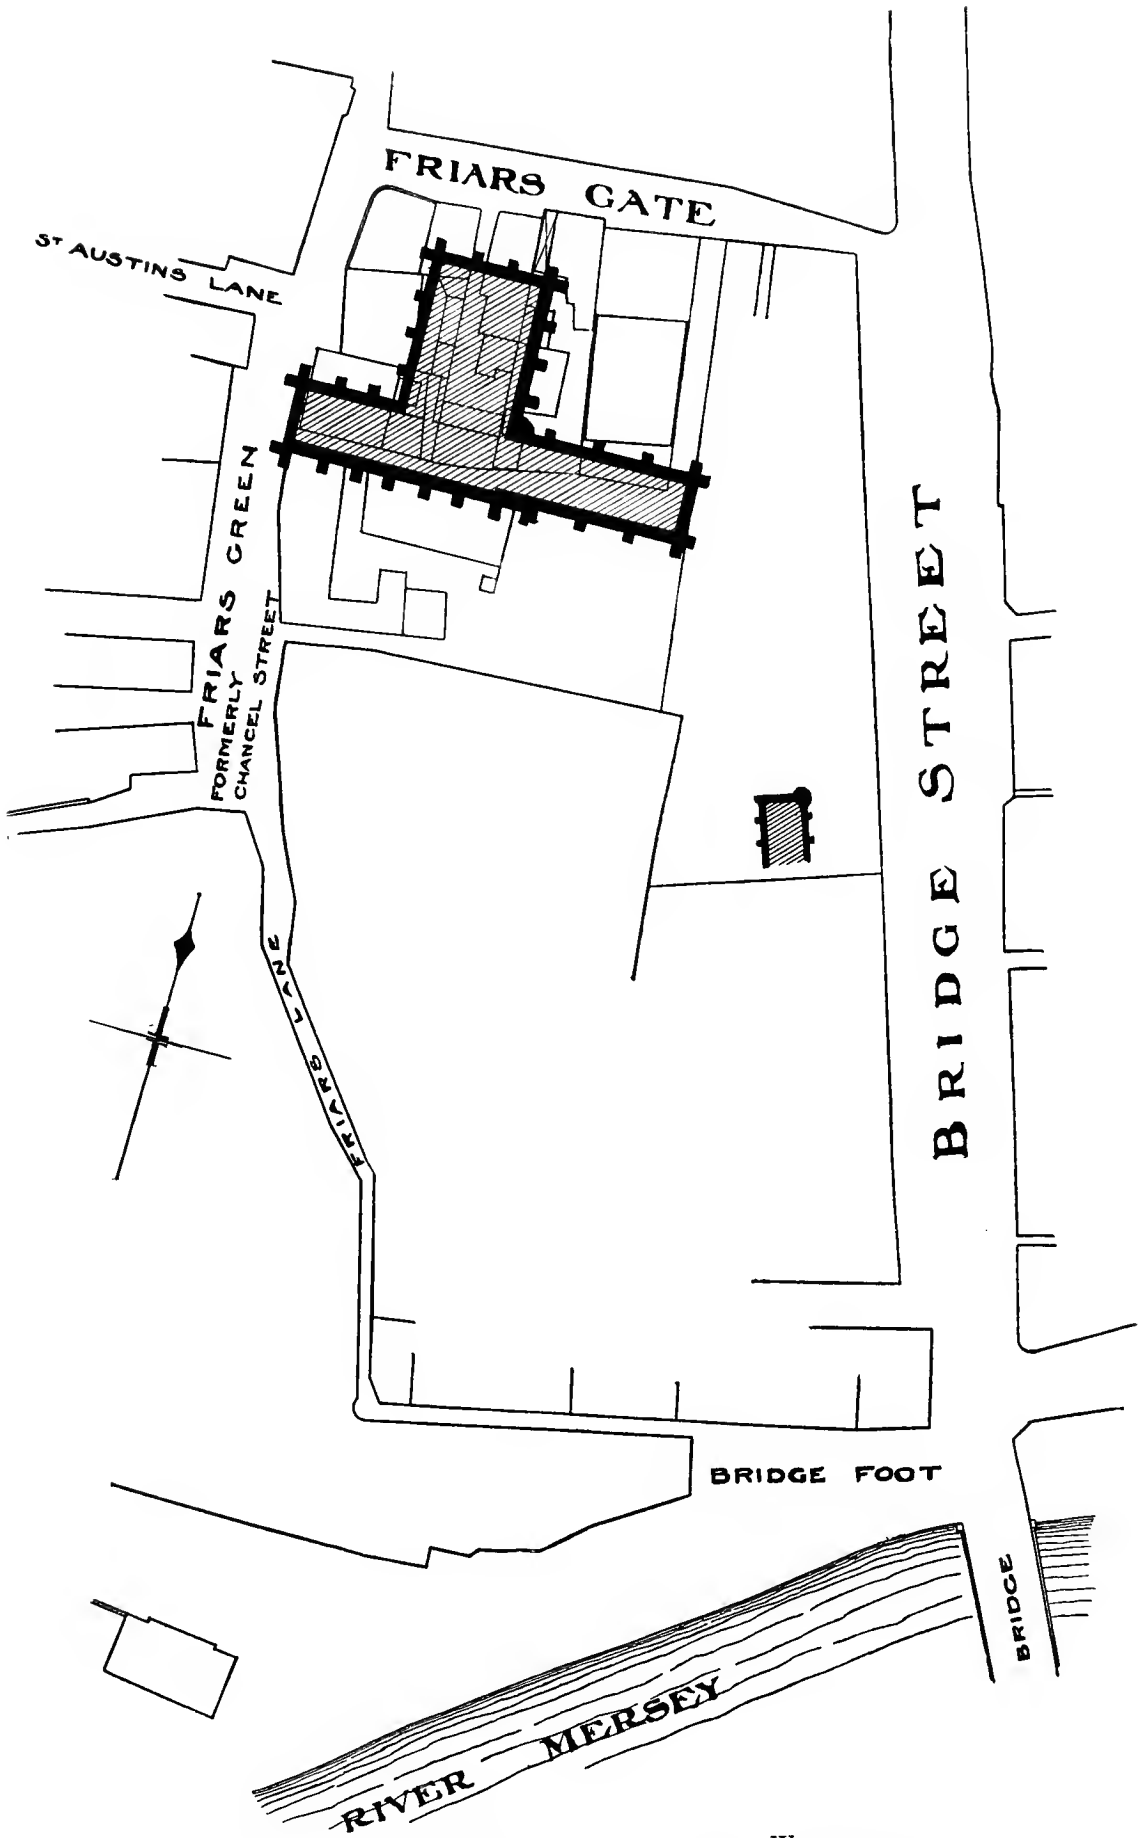 FRIARS GATE
ST AUSTINS LANE
FRIARS GREEN
FORMERLY
CHANCEL STREET
BRIDGE STREET
FRIARS LANE
BRIDGE FOOT
BRIDGE
RIVER MERSEY